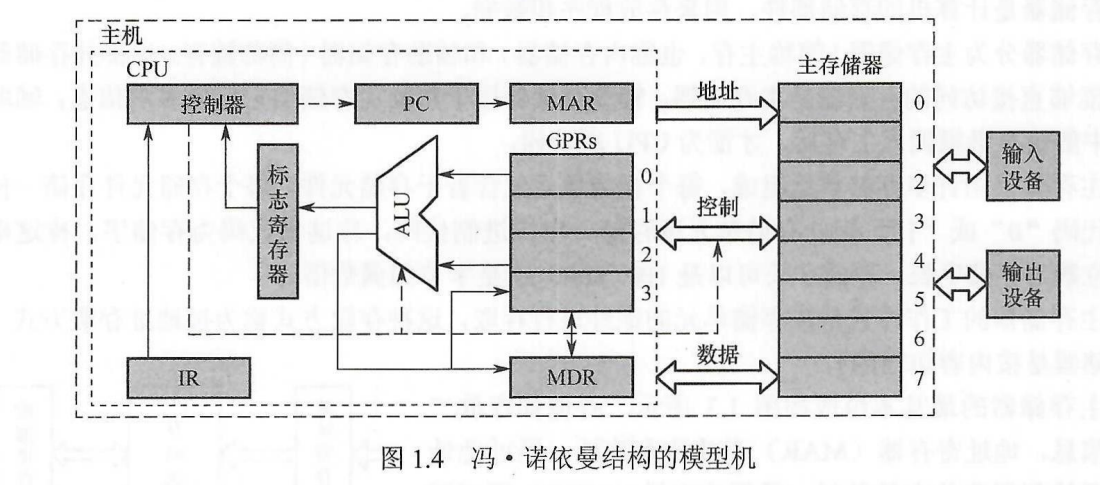 主机
CPU
控制器
PC
MAR
地址
主存储器
0
1
2
3
4
5
6
7
标志寄存器
ALU
GPRs
0
1
2
3
控制
输入设备
输出设备
IR
MDR
数据
图 1.4 冯·诺依曼结构的模型机